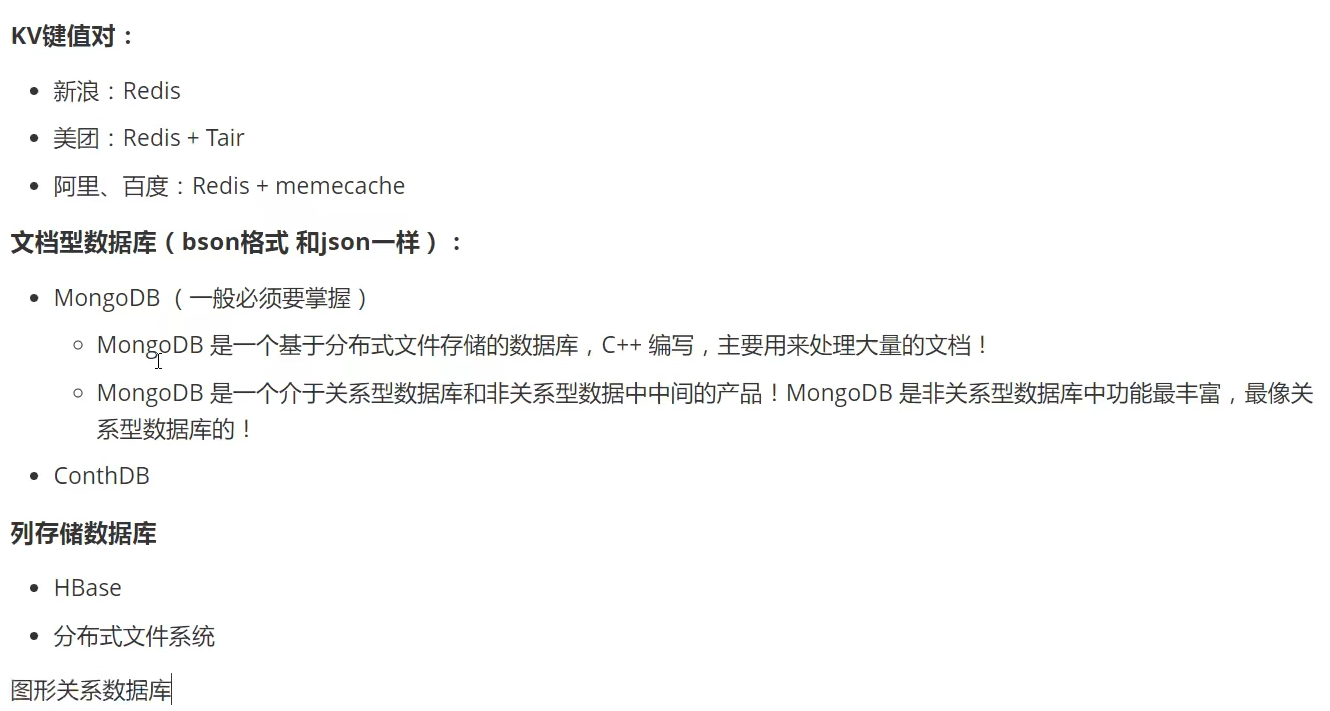 KV键值对：
新浪：Redis
美团：Redis + Tair
阿里、百度：Redis + memecache
文档型数据库（bson格式 和json一样）：
MongoDB （一般必须要掌握）
MongoDB 是一个基于分布式文件存储的数据库，C++ 编写，主要用来处理大量的文档！
MongoDB 是一个介于关系型数据库和非关系型数据中中间的产品！MongoDB 是非关系型数据库中功能最丰富，最像关
系型数据库的！
ConthDB
列存储数据库
HBase
分布式文件系统
图形关系数据库